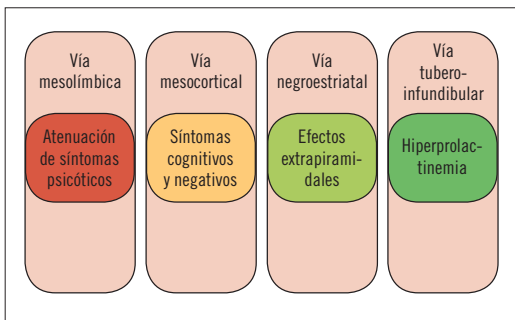 Vía
mesolímbica
Atenuación
de síntomas
psicóticos
Vía
mesocortical
Síntomas
cognitivos
y negativos
Vía
negroestriatal
Efectos
extrapirami-
dales
Vía
tubero-
infundibular
Hiperprolac-
tinemia